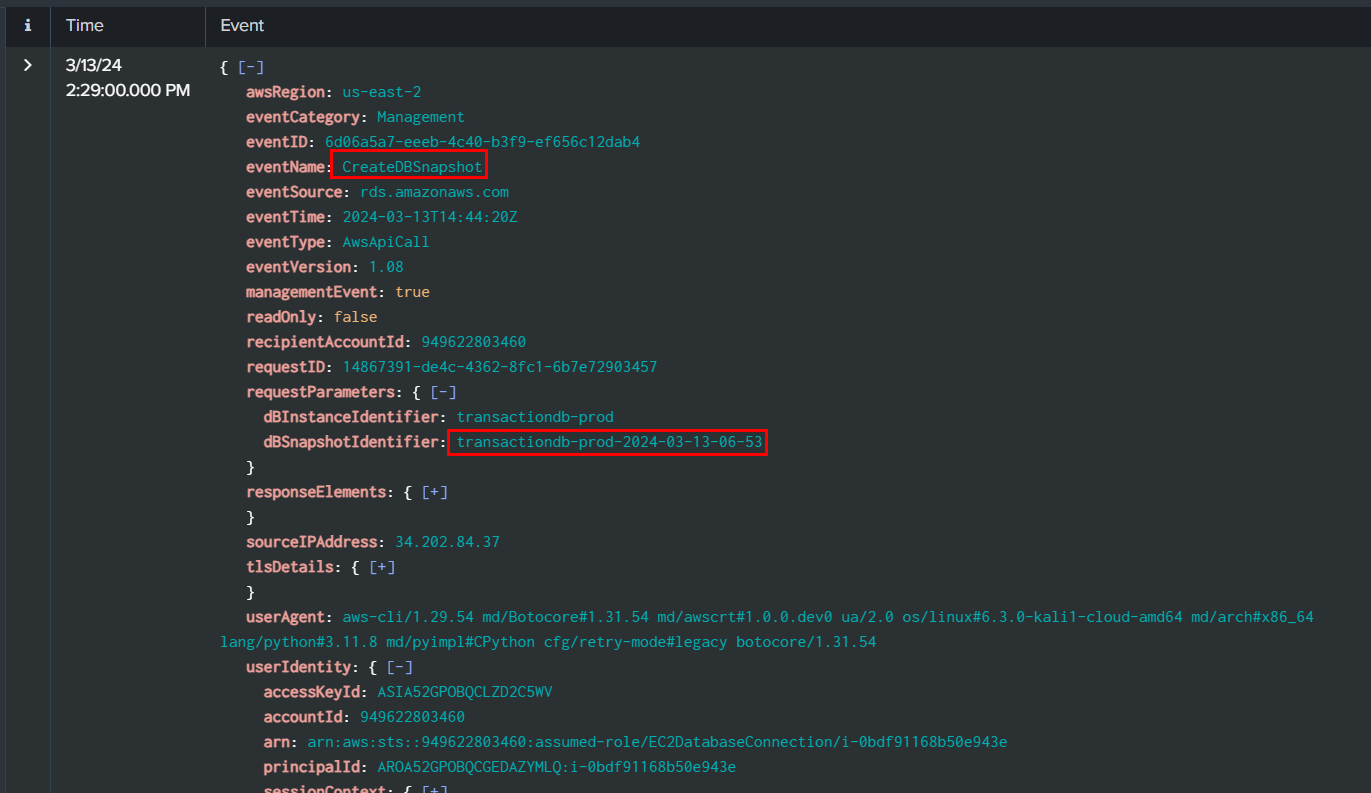 i Time Event
> 3/13/24 { [-]
2:29:00.000 PM awsRegion: us-east-2
eventCategory: Management
eventID: 6d06a5a7-eeeb-4c40-b3f9-ef656c12dab4
eventName: CreateDBSnapshot
eventSource: rds.amazonaws.com
eventTime: 2024-03-13T14:44:20Z
eventType: AwsApiCall
eventVersion: 1.08
managementEvent: true
readOnly: false
recipientAccountId: 949622803460
requestID: 14867391-de4c-4362-8fc1-6b7e72903457
requestParameters: { [-]
dBInstanceIdentifier: transactiondb-prod
dBSnapshotIdentifier: transactiondb-prod-2024-03-13-06-53
}
responseElements: { [+]
}
sourceIPAddress: 34.202.84.37
tlsDetails: { [+]
}
userAgent: aws-cli/1.29.54 md/Botocore#1.31.54 md/awscrt#1.0.0.dev0 ua/2.0 os/linux#6.3.0-kali1-cloud-amd64 md/arch#x86_64
lang/python#3.11.8 md/pyimpl#CPython cfg/retry-mode#legacy botocore/1.31.54
userIdentity: { [-]
accessKeyId: ASIA52GPOBQCLZD2C5WV
accountId: 949622803460
arn: arn:aws:sts::949622803460:assumed-role/EC2DatabaseConnection/i-0bdf91168b50e943e
principalId: AROA52GPOBQCGEDAZYMLQ:i-0bdf91168b50e943e
sessionContext: { [+]